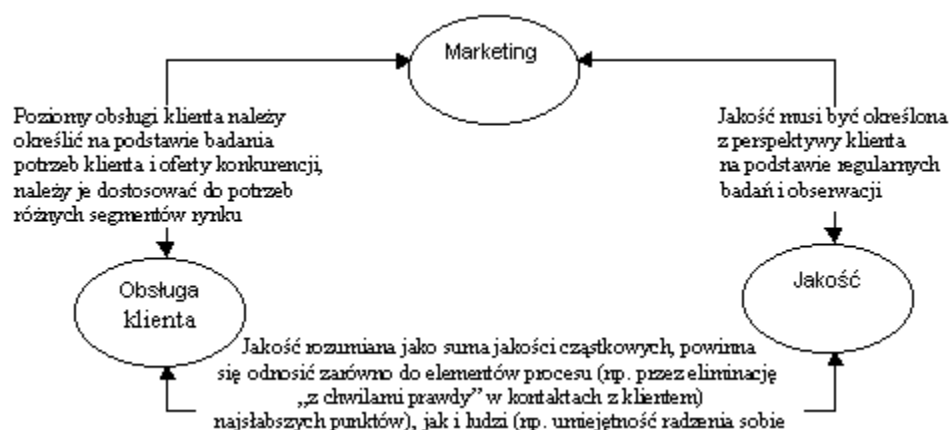 Marketing
Poziomy obsługi klienta należy
określić na podstawie badania
potrzeb klienta i oferty konkurencji,
należy je dostosować do potrzeb
różnych segmentów rynku
Jakość musi być określona
z perspektywy klienta
na podstawie regularnych
badań i obserwacji
Obsługa
klienta
Jakość
Jakość rozumiana jako suma jakości cząstkowych, powinna
się odnosić zarówno do elementów procesu (np. przez eliminację
„z chwilami prawdy” w kontaktach z klientem)
najsłabszych punktów), jak i ludzi (np. umiejętność radzenia sobie